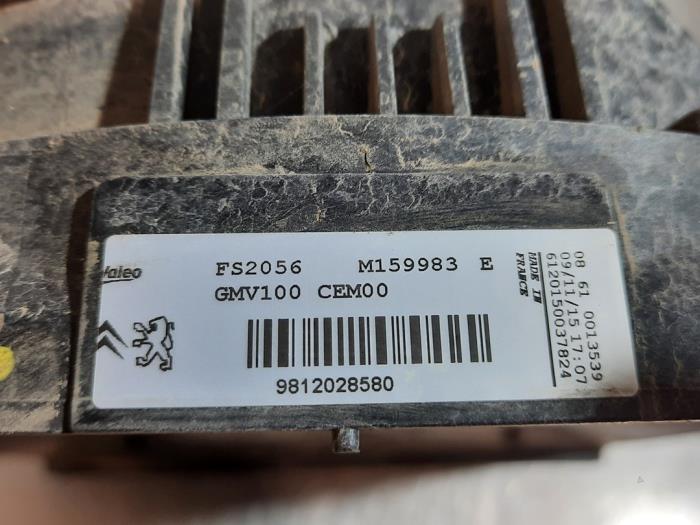 Valeo
FS2056 M159983 E
GMV100 CEM00
9812028580
MADE IN
FRANCE
08 61 0013539
09/11/15 17:07
6120150037824